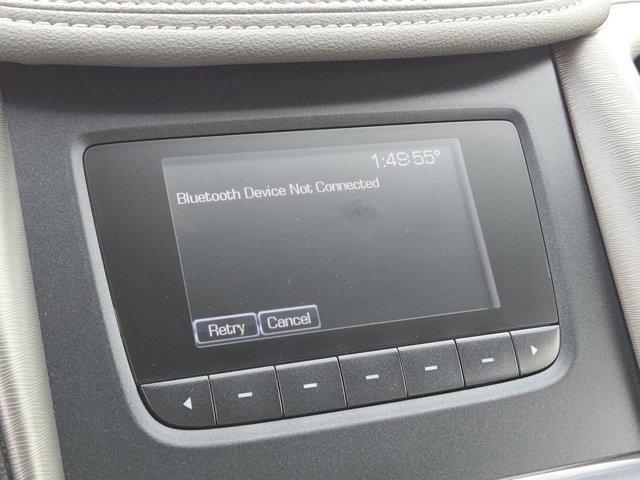 1:49:55°
Bluetooth Device Not Connected
Retry Cancel